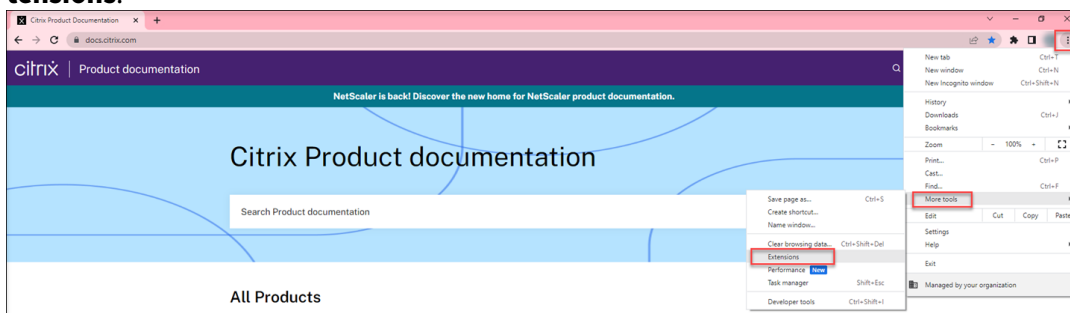 tensions.
Citrix Product Documentation
docs.citrix.com
citrix | Product documentation
NetScaler is back! Discover the new home for NetScaler product documentation.
Citrix Product documentation
Search Product documentation
All Products
New tab Ctrl+T
New window Ctrl+N
New Incognito window Ctrl+Shift+N
History
Downloads Ctrl+J
Bookmarks
Zoom - 100% +
Print... Ctrl+P
Cast...
Find... Ctrl+F
More tools
Edit Cut Copy Paste
Settings
Help
Exit
Managed by your organization
Save page as... Ctrl+S
Create shortcut...
Name window...
Clear browsing data... Ctrl+Shift+Del
Extensions
Performance New
Task manager Shift+Esc
Developer tools Ctrl+Shift+I